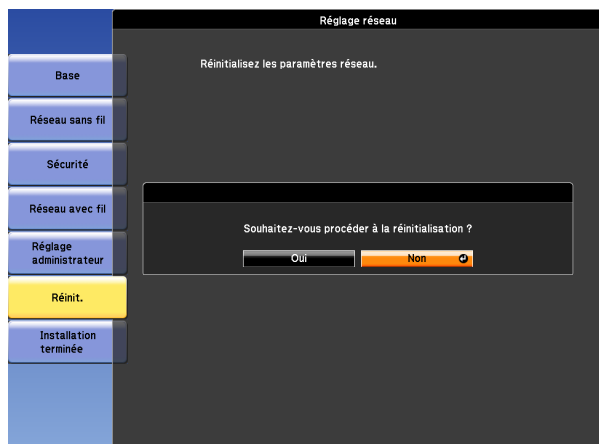 Réglage réseau
Réinitialisez les paramètres réseau.
Base
Réseau sans fil
Sécurité
Réseau avec fil
Réglage
administrateur
Réinit.
Installation
terminée
Souhaitez-vous procéder à la réinitialisation ?
Oui
Non